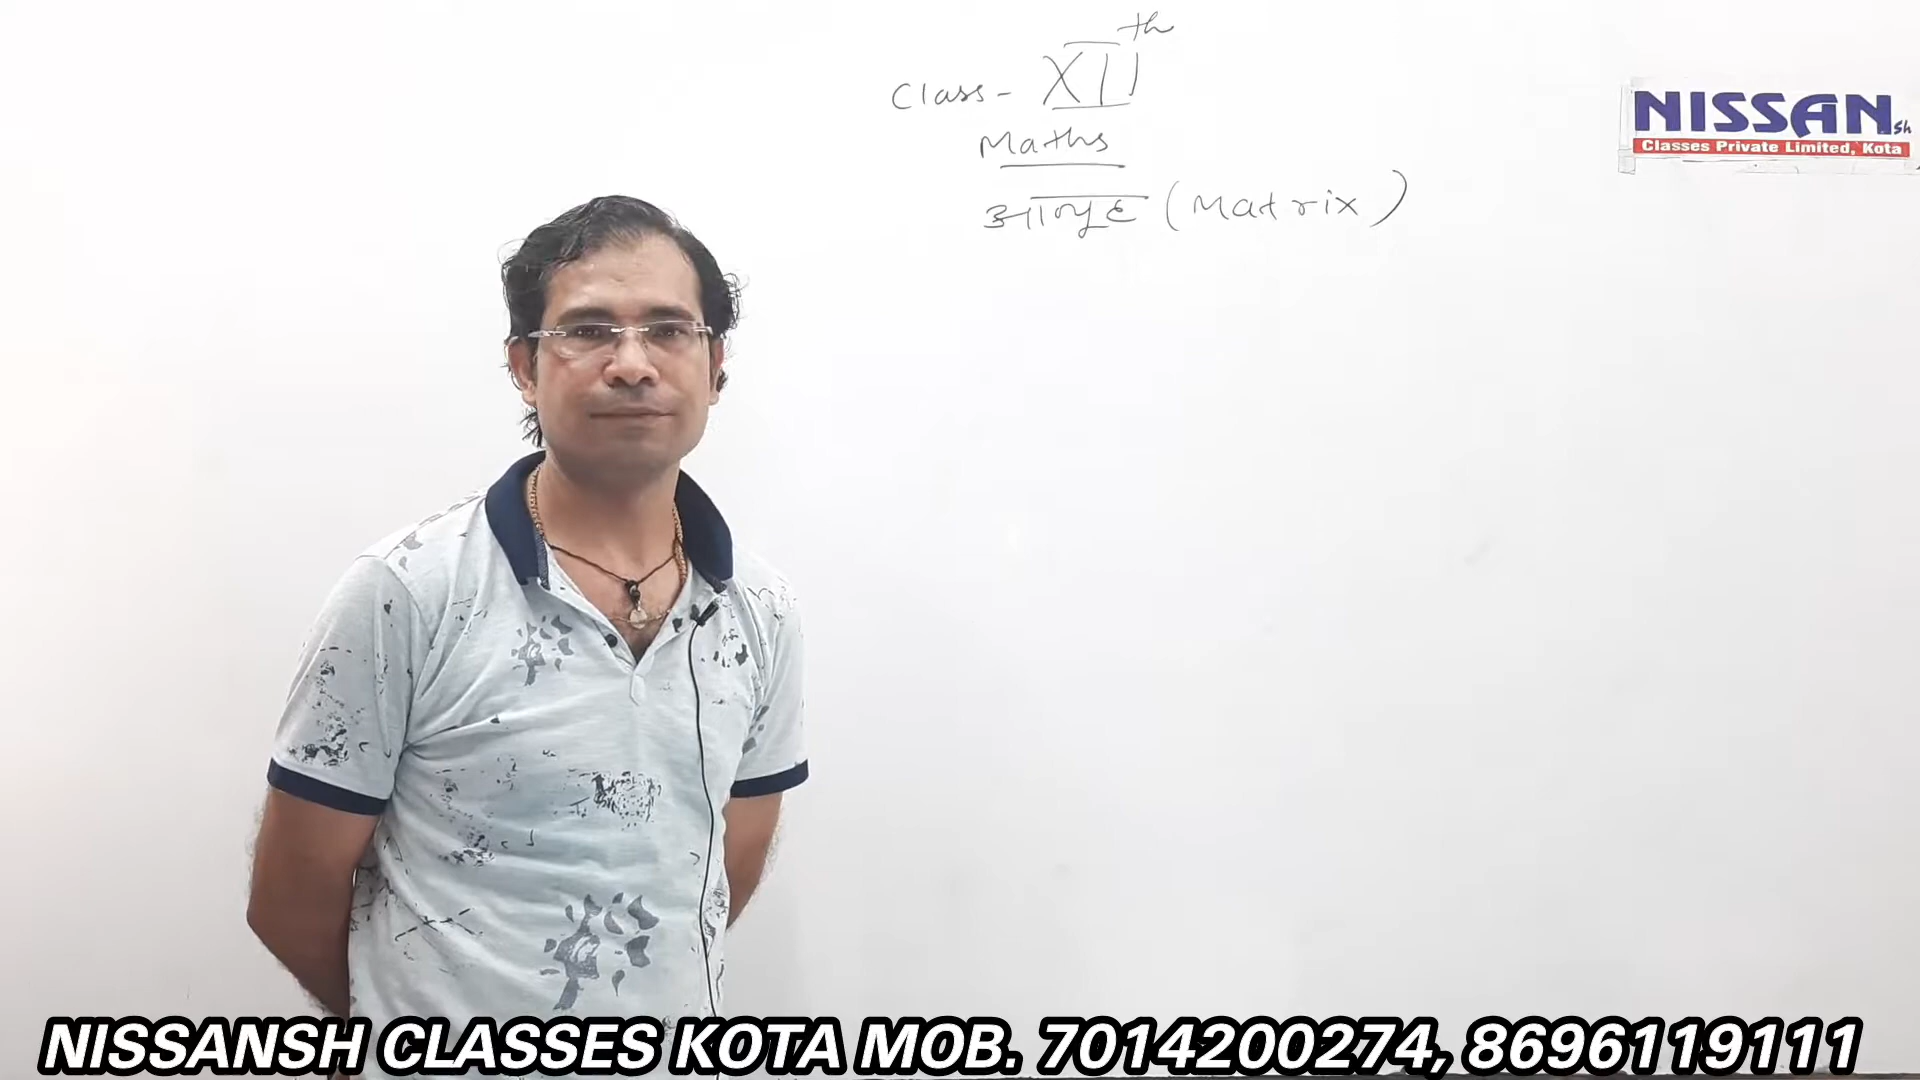 Class - XIIth
Maths
आव्यूह (Matrix)
NISSANsh
Classes Private Limited, Kota
NISSANSH CLASSES KOTA MOB. 7014200274, 8696119111